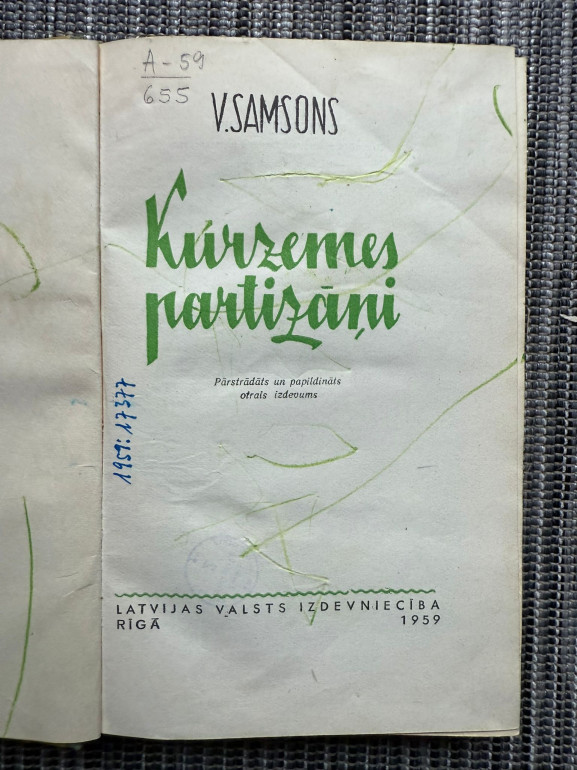 A-59
655
V.SAMSONS
Kurzemes
partizāņi
Pārstrādāts un papildināts
otrais izdevums
1959:17377
LATVIJAS VALSTS IZDEVNIECĪBA
RĪGĀ 1959